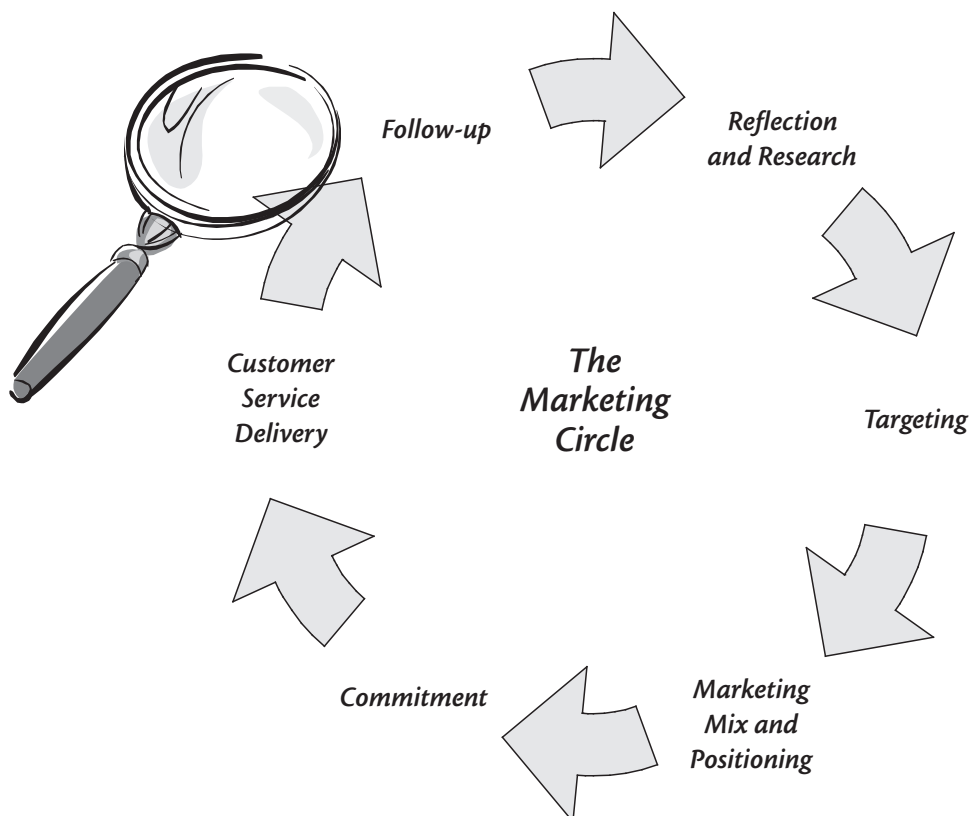 Follow-up
Reflection
and Research
Customer
Service
Delivery
The
Marketing
Circle
Targeting
Commitment
Marketing
Mix and
Positioning